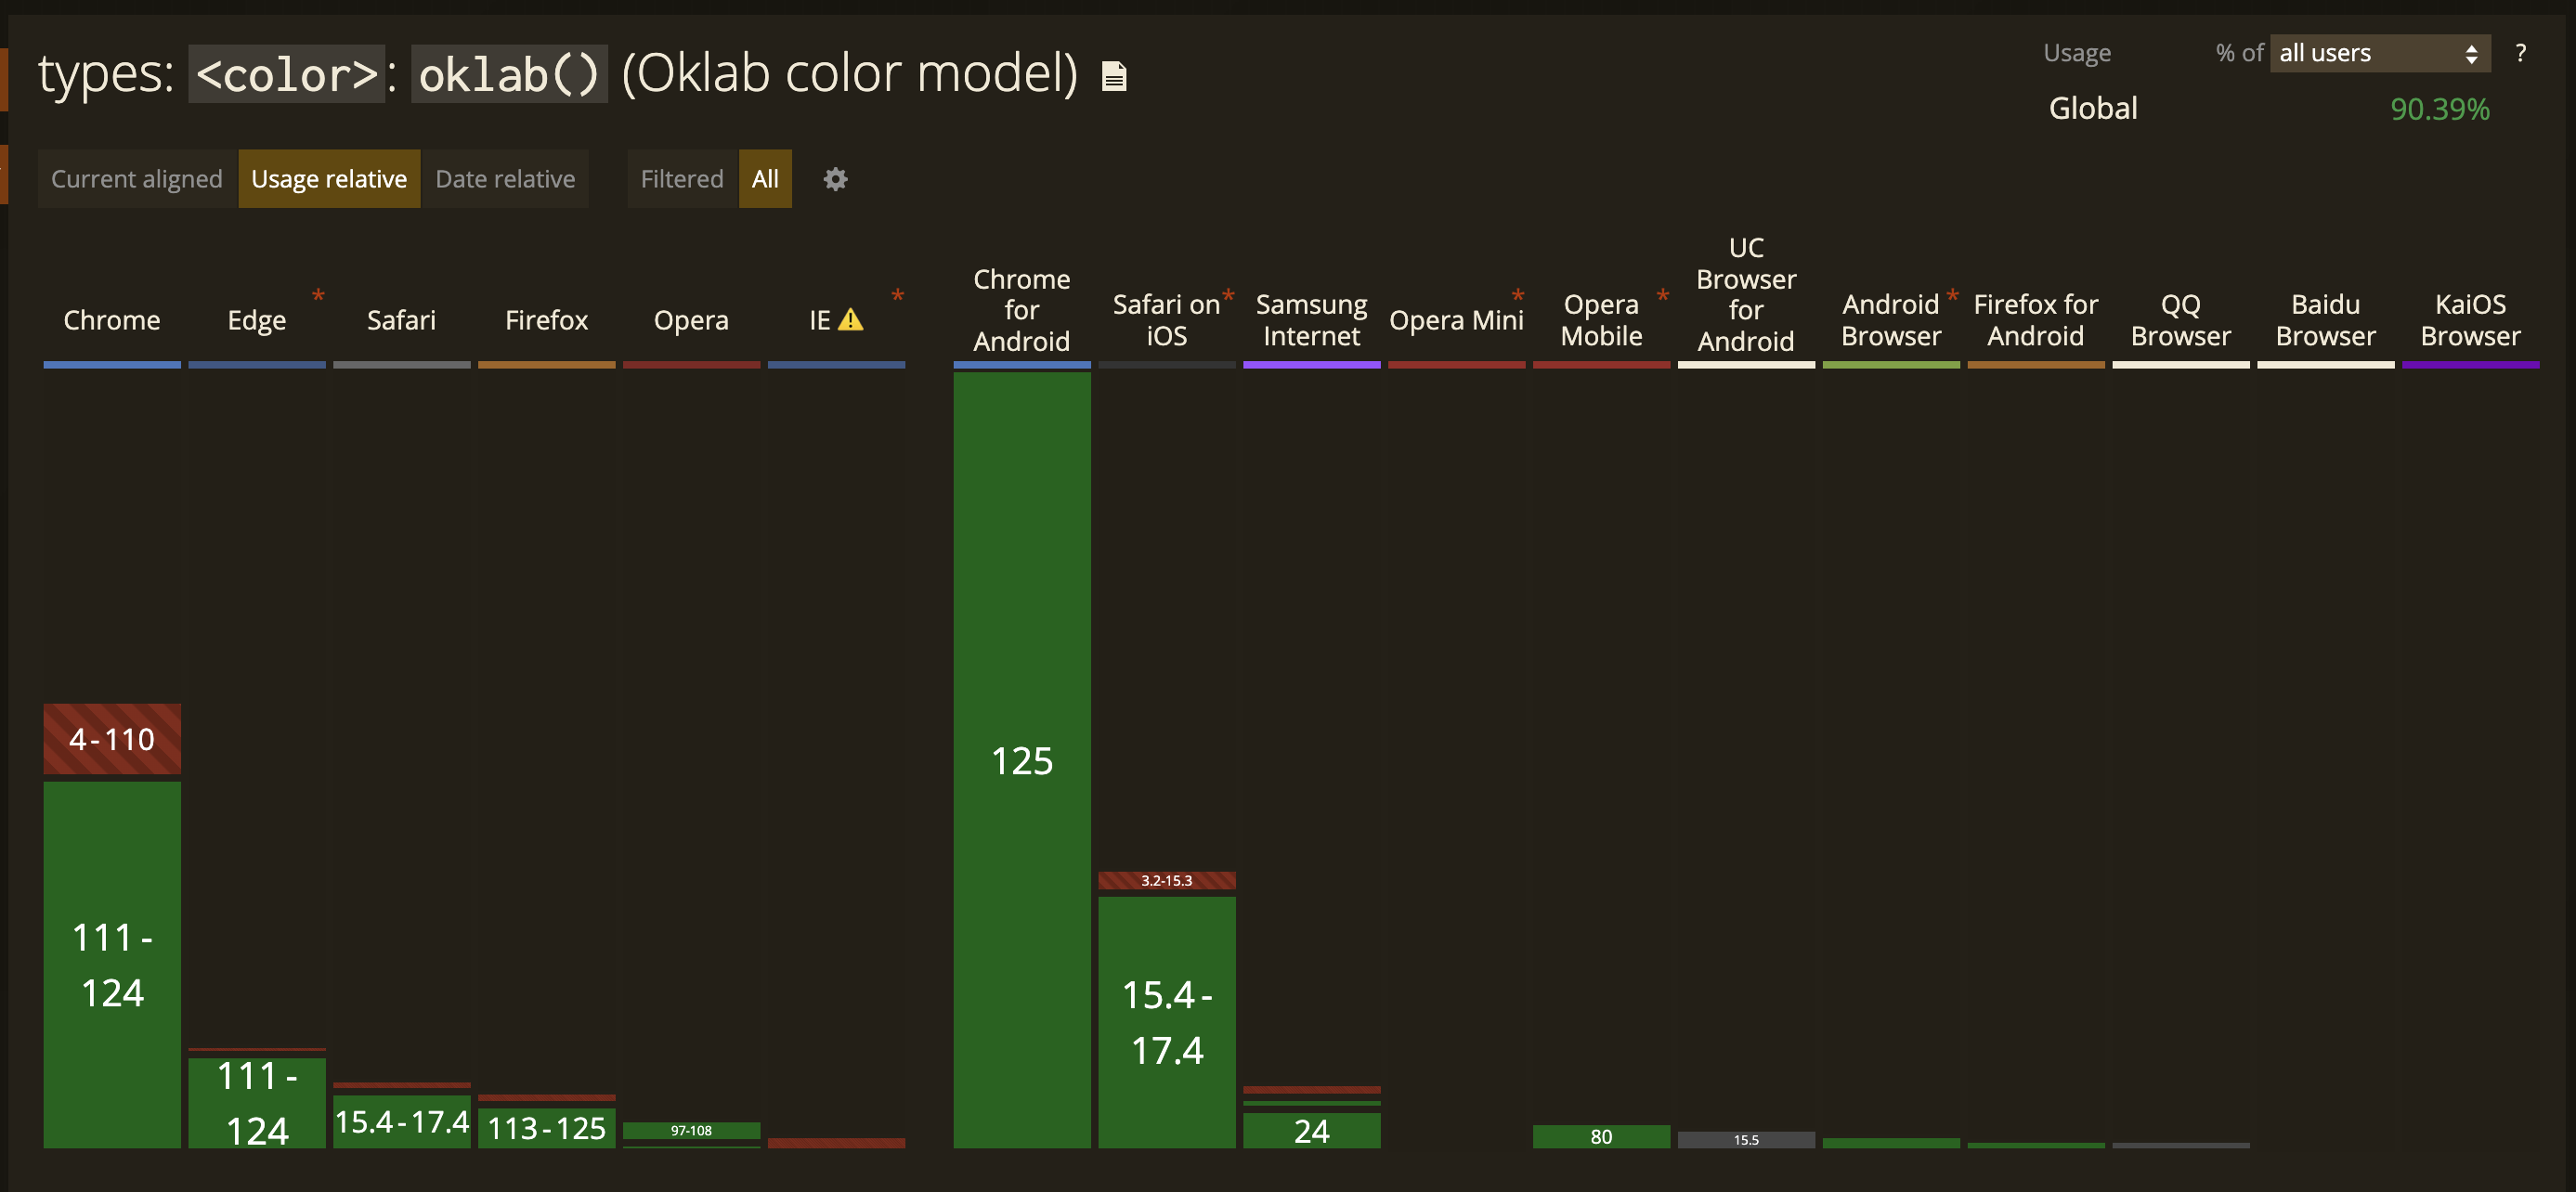 types: <color>: oklab() (Oklab color model)
Usage % of all users ?
Global 90.39%
Current aligned Usage relative Date relative Filtered All
Chrome
Edge *
Safari
Firefox
Opera
IE *
Chrome
for
Android
Safari on *
iOS
Samsung
Internet
Opera Mini *
Opera *
Mobile
UC
Browser
for
Android
Android *
Browser
Firefox for
Android
QQ
Browser
Baidu
Browser
KaiOS
Browser
4-110
111-
124
111-
124
15.4-17.4
113-125
97-108
125
3.2-15.3
15.4-
17.4
24
80
15.5